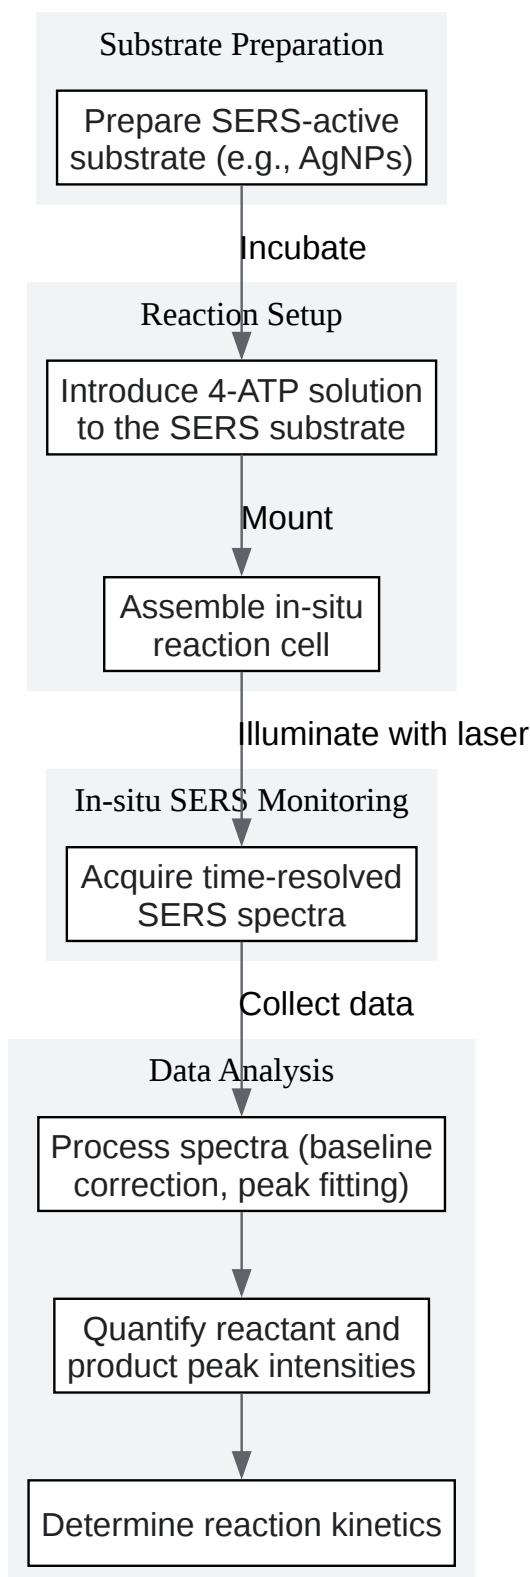 Substrate Preparation
Prepare SERS-active
substrate (e.g., AgNPs)
Incubate
Reaction Setup
Introduce 4-ATP solution
to the SERS substrate
Mount
Assemble in-situ
reaction cell
Illuminate with laser
In-situ SERS Monitoring
Acquire time-resolved
SERS spectra
Collect data
Data Analysis
Process spectra (baseline
correction, peak fitting)
Quantify reactant and
product peak intensities
Determine reaction kinetics